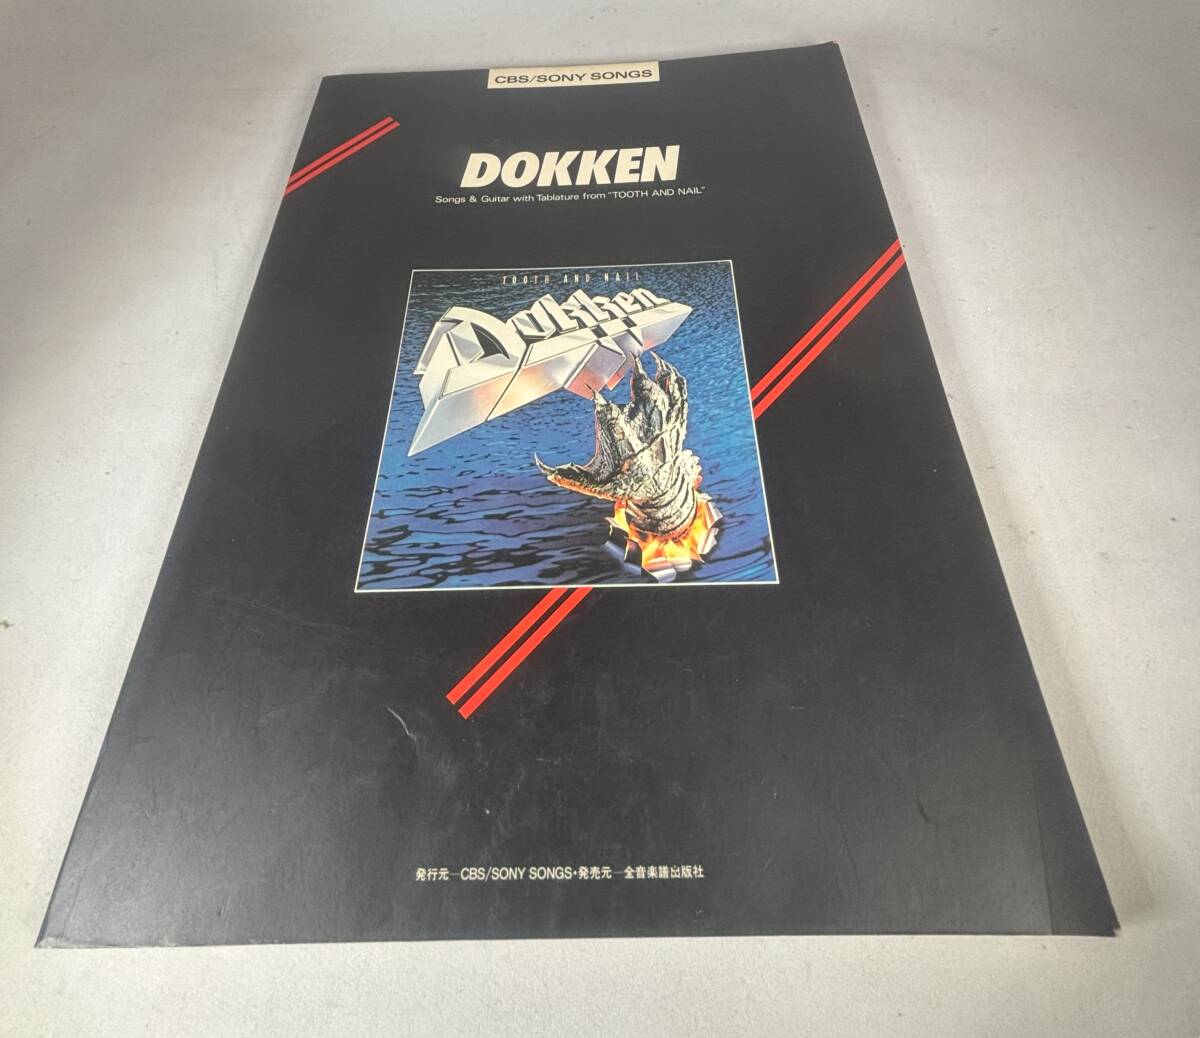 CBS/SONY SONGS
DOKKEN
Songs & Guitar with Tablature from "TOOTH AND NAIL"
TOOTH AND NAIL
Dokken
発行元—CBS/SONY SONGS・発売元—全音楽譜出版社